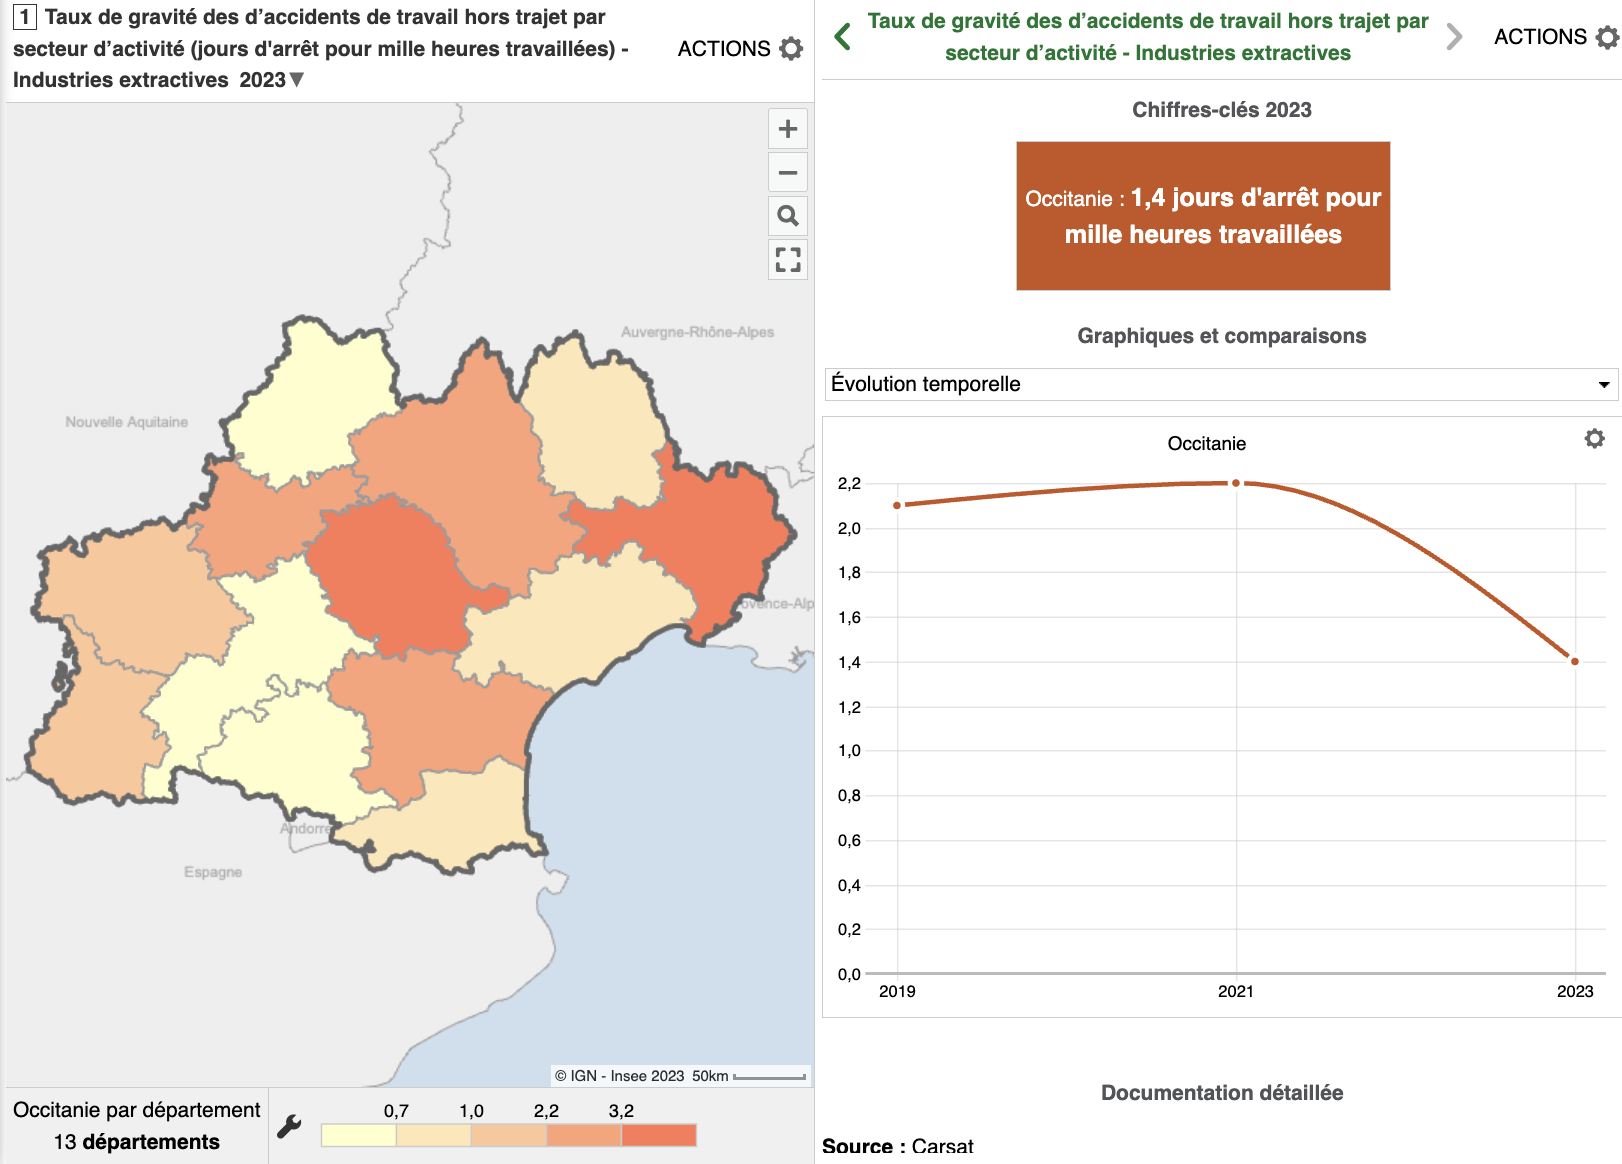 1 Taux de gravité des d’accidents de travail hors trajet par
secteur d’activité (jours d'arrêt pour mille heures travaillées) -
Industries extractives 2023▼
ACTIONS
+
−
Auvergne-Rhône-Alpes
Nouvelle Aquitaine
ovence-Alp
Andorre
Espagne
© IGN - Insee 2023 50km
Occitanie par département
13 départements
0,7 1,0 2,2 3,2
Taux de gravité des d’accidents de travail hors trajet par
secteur d’activité - Industries extractives
ACTIONS
Chiffres-clés 2023
Occitanie : 1,4 jours d'arrêt pour
mille heures travaillées
Graphiques et comparaisons
Évolution temporelle
Occitanie
2,2
2,0
1,8
1,6
1,4
1,2
1,0
0,8
0,6
0,4
0,2
0,0
2019 2021 2023
Documentation détaillée
Source : Carsat